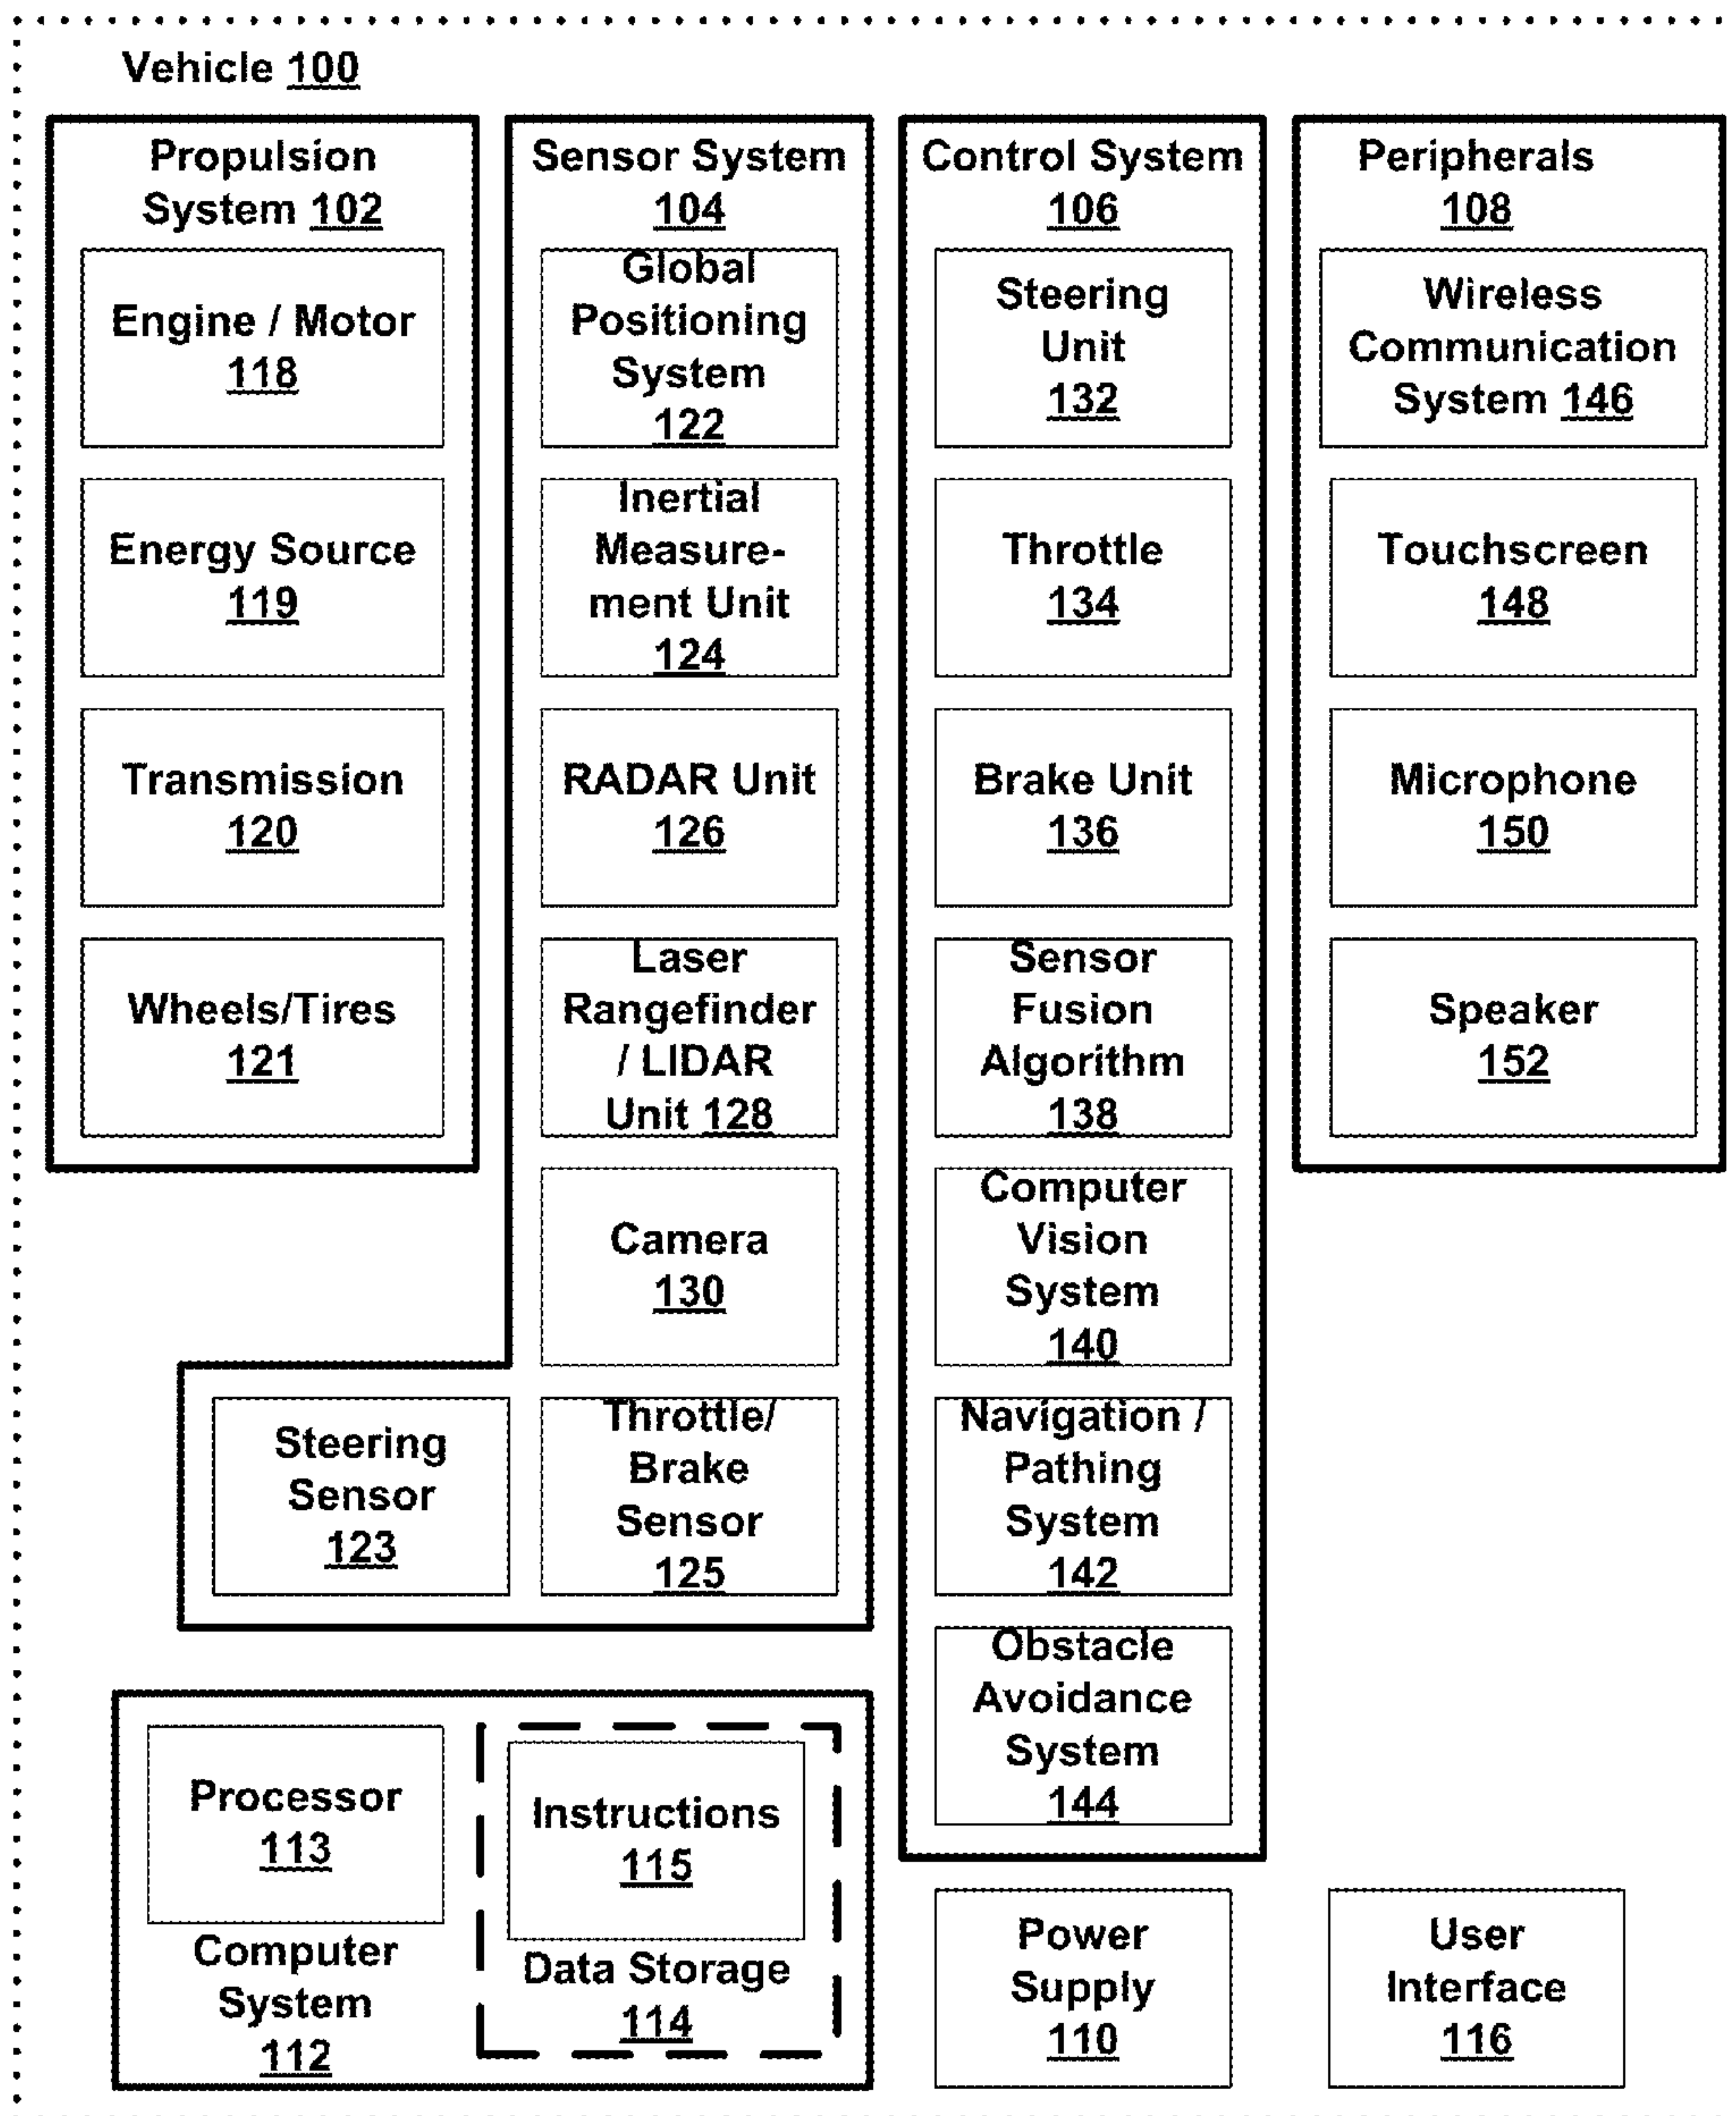 Vehicle 100
Propulsion
System 102
Engine / Motor
118
Energy Source
119
Transmission
120
Wheels/Tires
121
Sensor System
104
Global
Positioning
System
122
Inertial
Measure-
ment Unit
124
RADAR Unit
126
Laser
Rangefinder
/ LIDAR
Unit 128
Camera
130
Steering
Sensor
123
Throttle/
Brake
Sensor
125
Control System
106
Steering
Unit
132
Throttle
134
Brake Unit
136
Sensor
Fusion
Algorithm
138
Computer
Vision
System
140
Navigation /
Pathing
System
142
Obstacle
Avoidance
System
144
Peripherals
108
Wireless
Communication
System 146
Touchscreen
148
Microphone
150
Speaker
152
Processor
113
Computer
System
112
Instructions
115
Data Storage
114
Power
Supply
110
User
Interface
116